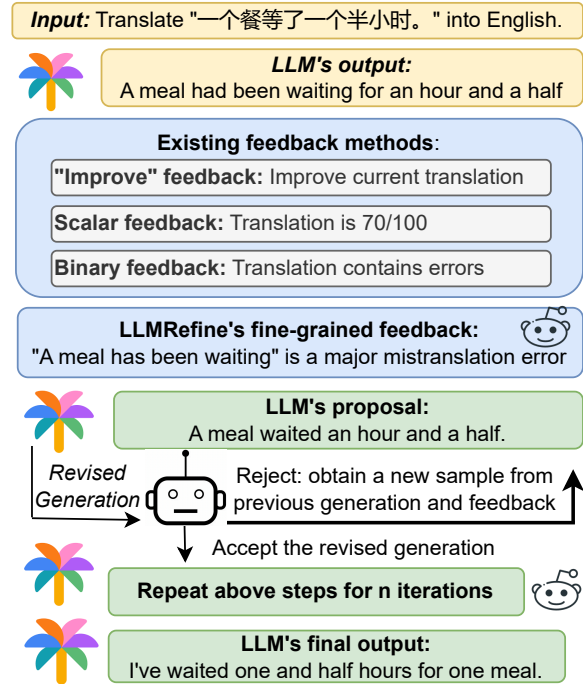 Input: Translate "一个餐等了一个半小时。" into English.
LLM's output:
A meal had been waiting for an hour and a half
Existing feedback methods:
"Improve" feedback: Improve current translation
Scalar feedback: Translation is 70/100
Binary feedback: Translation contains errors
LLMRefine's fine-grained feedback:
"A meal has been waiting" is a major mistranslation error
LLM's proposal:
A meal waited an hour and a half.
Revised
Generation
Reject: obtain a new sample from
previous generation and feedback
Accept the revised generation
Repeat above steps for n iterations
LLM's final output:
I've waited one and half hours for one meal.